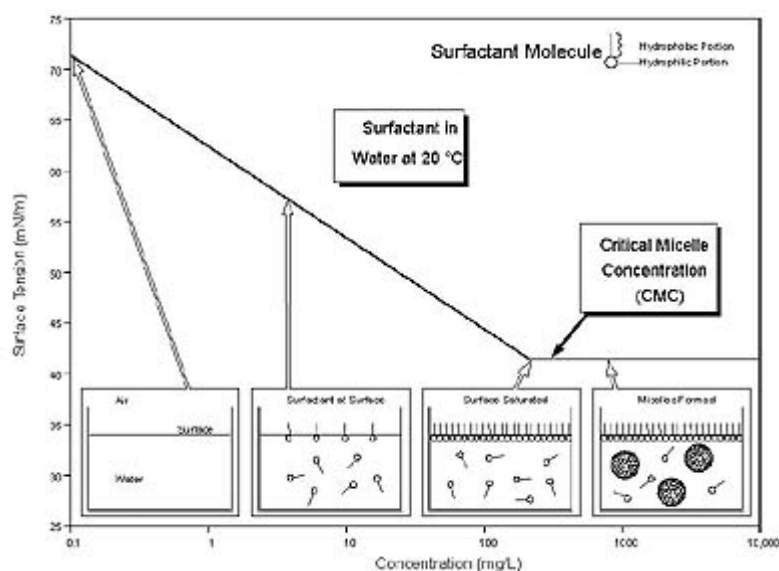 75
70
65
60
55
50
45
40
35
30
25
Surface Tension (mN/m)
Surfactant Molecule
Hydrophobic Portion
Hydrophilic Portion
Surfactant in
Water at 20 °C
Critical Micelle
Concentration
(CMC)
Air
Surface
Water
Surfactant at Surface
Surface Saturated
Micelles Formed
0.1
1
10
100
1000
10,000
Concentration (mg/L)